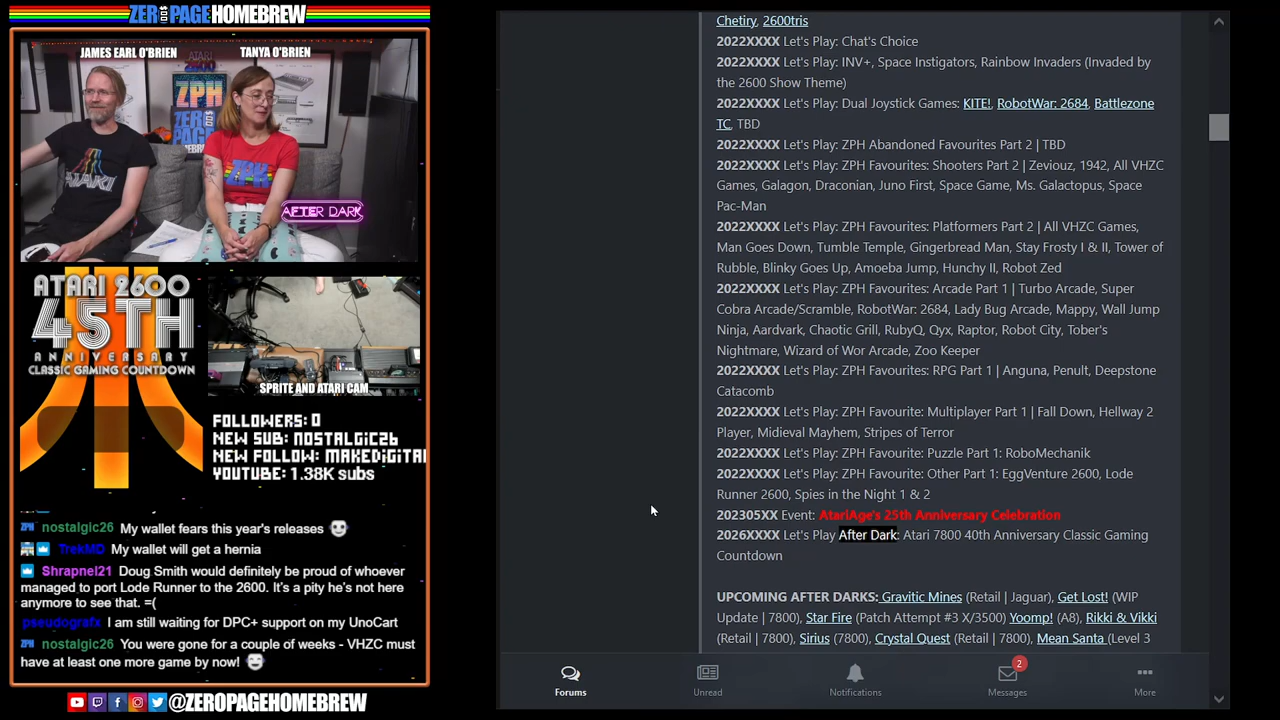 ZERO PAGE HOMEBREW
JAMES EARL O'BRIEN
TANYA O'BRIEN
ATARI
ZPH
ZERO
PAGE
ATARI
ZPH
AFTER DARK
ATARI 2600
45TH
ANNIVERSARY
CLASSIC GAMING COUNTDOWN
SPRITE AND ATARI CAM
FOLLOWERS: 0
NEW SUB: NOSTALGIC26
NEW FOLLOW: MAKEDIGITAL
YOUTUBE: 1.38K subs
nostalgic26 My wallet fears this year's releases
TrekMD My wallet will get a hernia
Shrapnel21 Doug Smith would definitely be proud of whoever
managed to port Lode Runner to the 2600. It's a pity he's not here
anymore to see that. =(
pseudografx I am still waiting for DPC+ support on my UnoCart
nostalgic26 You were gone for a couple of weeks - VHZC must
have at least one more game by now!
@ZEROPAGEHOMEBREW
Chetiry, 2600tris
2022XXXX Let's Play: Chat's Choice
2022XXXX Let's Play: INV+, Space Instigators, Rainbow Invaders (Invaded by
the 2600 Show Theme)
2022XXXX Let's Play: Dual Joystick Games: KITE!, RobotWar: 2684, Battlezone
TC, TBD
2022XXXX Let's Play: ZPH Abandoned Favourites Part 2 | TBD
2022XXXX Let's Play: ZPH Favourites: Shooters Part 2 | Zeviouz, 1942, All VHZC
Games, Galagon, Draconian, Juno First, Space Game, Ms. Galactopus, Space
Pac-Man
2022XXXX Let's Play: ZPH Favourites: Platformers Part 2 | All VHZC Games,
Man Goes Down, Tumble Temple, Gingerbread Man, Stay Frosty I & II, Tower of
Rubble, Blinky Goes Up, Amoeba Jump, Hunchy II, Robot Zed
2022XXXX Let's Play: ZPH Favourites: Arcade Part 1 | Turbo Arcade, Super
Cobra Arcade/Scramble, RobotWar: 2684, Lady Bug Arcade, Mappy, Wall Jump
Ninja, Aardvark, Chaotic Grill, RubyQ, Qyx, Raptor, Robot City, Tober's
Nightmare, Wizard of Wor Arcade, Zoo Keeper
2022XXXX Let's Play: ZPH Favourites: RPG Part 1 | Anguna, Penult, Deepstone
Catacomb
2022XXXX Let's Play: ZPH Favourite: Multiplayer Part 1 | Fall Down, Hellway 2
Player, Midieval Mayhem, Stripes of Terror
2022XXXX Let's Play: ZPH Favourite: Puzzle Part 1: RoboMechanik
2022XXXX Let's Play: ZPH Favourite: Other Part 1: EggVenture 2600, Lode
Runner 2600, Spies in the Night 1 & 2
202305XX Event: AtariAge's 25th Anniversary Celebration
2026XXXX Let's Play After Dark: Atari 7800 40th Anniversary Classic Gaming
Countdown
UPCOMING AFTER DARKS: Gravitic Mines (Retail | Jaguar), Get Lost! (WIP
Update | 7800), Star Fire (Patch Attempt #3 X/3500) Yoomp! (A8), Rikki & Vikki
(Retail | 7800), Sirius (7800), Crystal Quest (Retail | 7800), Mean Santa (Level 3
Forums
Unread
Notifications
2
Messages
More